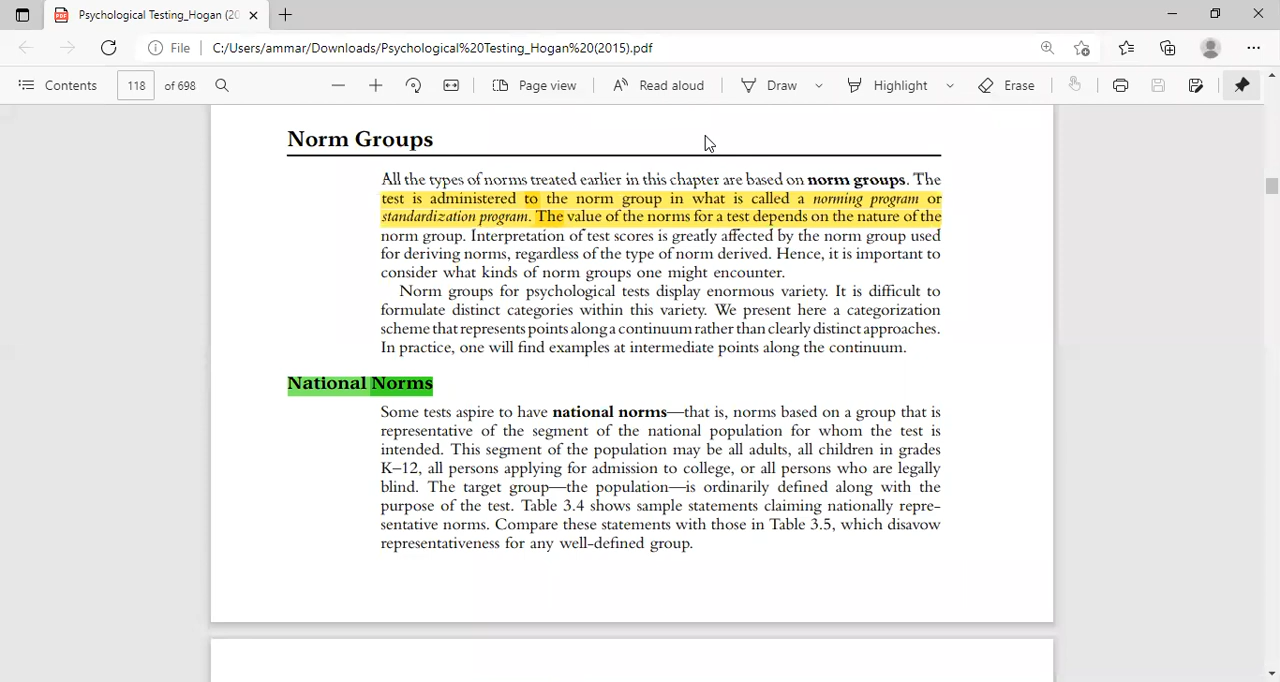 Psychological Testing_Hogan (20
File C:/Users/ammar/Downloads/Psychological%20Testing_Hogan%20(2015).pdf
Contents 118 of 698 Page view Read aloud Draw Highlight Erase
Norm Groups
All the types of norms treated earlier in this chapter are based on norm groups. The
test is administered to the norm group in what is called a norming program or
standardization program. The value of the norms for a test depends on the nature of the
norm group. Interpretation of test scores is greatly affected by the norm group used
for deriving norms, regardless of the type of norm derived. Hence, it is important to
consider what kinds of norm groups one might encounter.
Norm groups for psychological tests display enormous variety. It is difficult to
formulate distinct categories within this variety. We present here a categorization
scheme that represents points along a continuum rather than clearly distinct approaches.
In practice, one will find examples at intermediate points along the continuum.
National Norms
Some tests aspire to have national norms—that is, norms based on a group that is
representative of the segment of the national population for whom the test is
intended. This segment of the population may be all adults, all children in grades
K–12, all persons applying for admission to college, or all persons who are legally
blind. The target group—the population—is ordinarily defined along with the
purpose of the test. Table 3.4 shows sample statements claiming nationally repre-
sentative norms. Compare these statements with those in Table 3.5, which disavow
representativeness for any well-defined group.